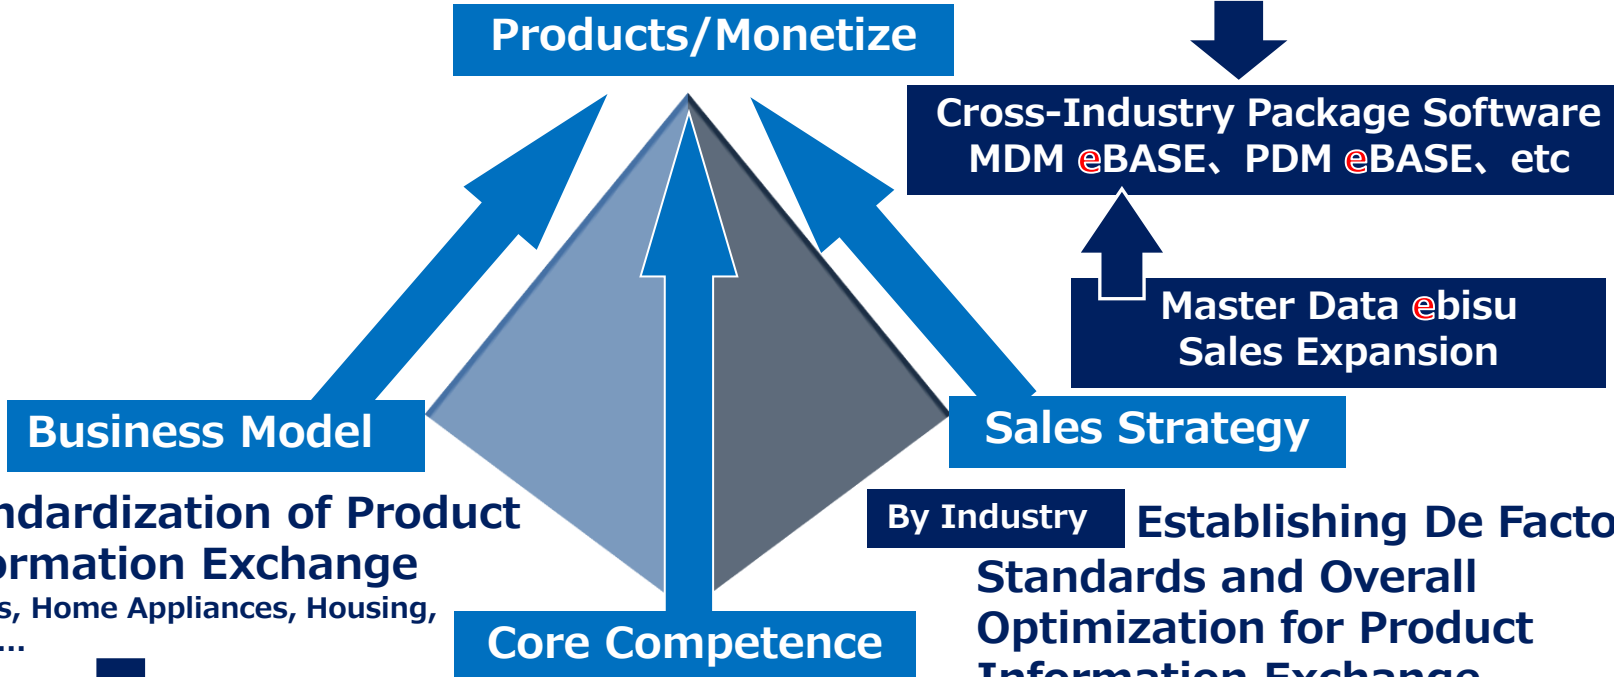 Products/Monetize
Cross-Industry Package Software
MDM eBASE、PDM eBASE、etc
Master Data ebisu
Sales Expansion
Business Model
Sales Strategy
ndardization of Product
ormation Exchange
s, Home Appliances, Housing,
...
By Industry
Establishing De Facto
Standards and Overall
Optimization for Product
Information Exchange
Core Competence